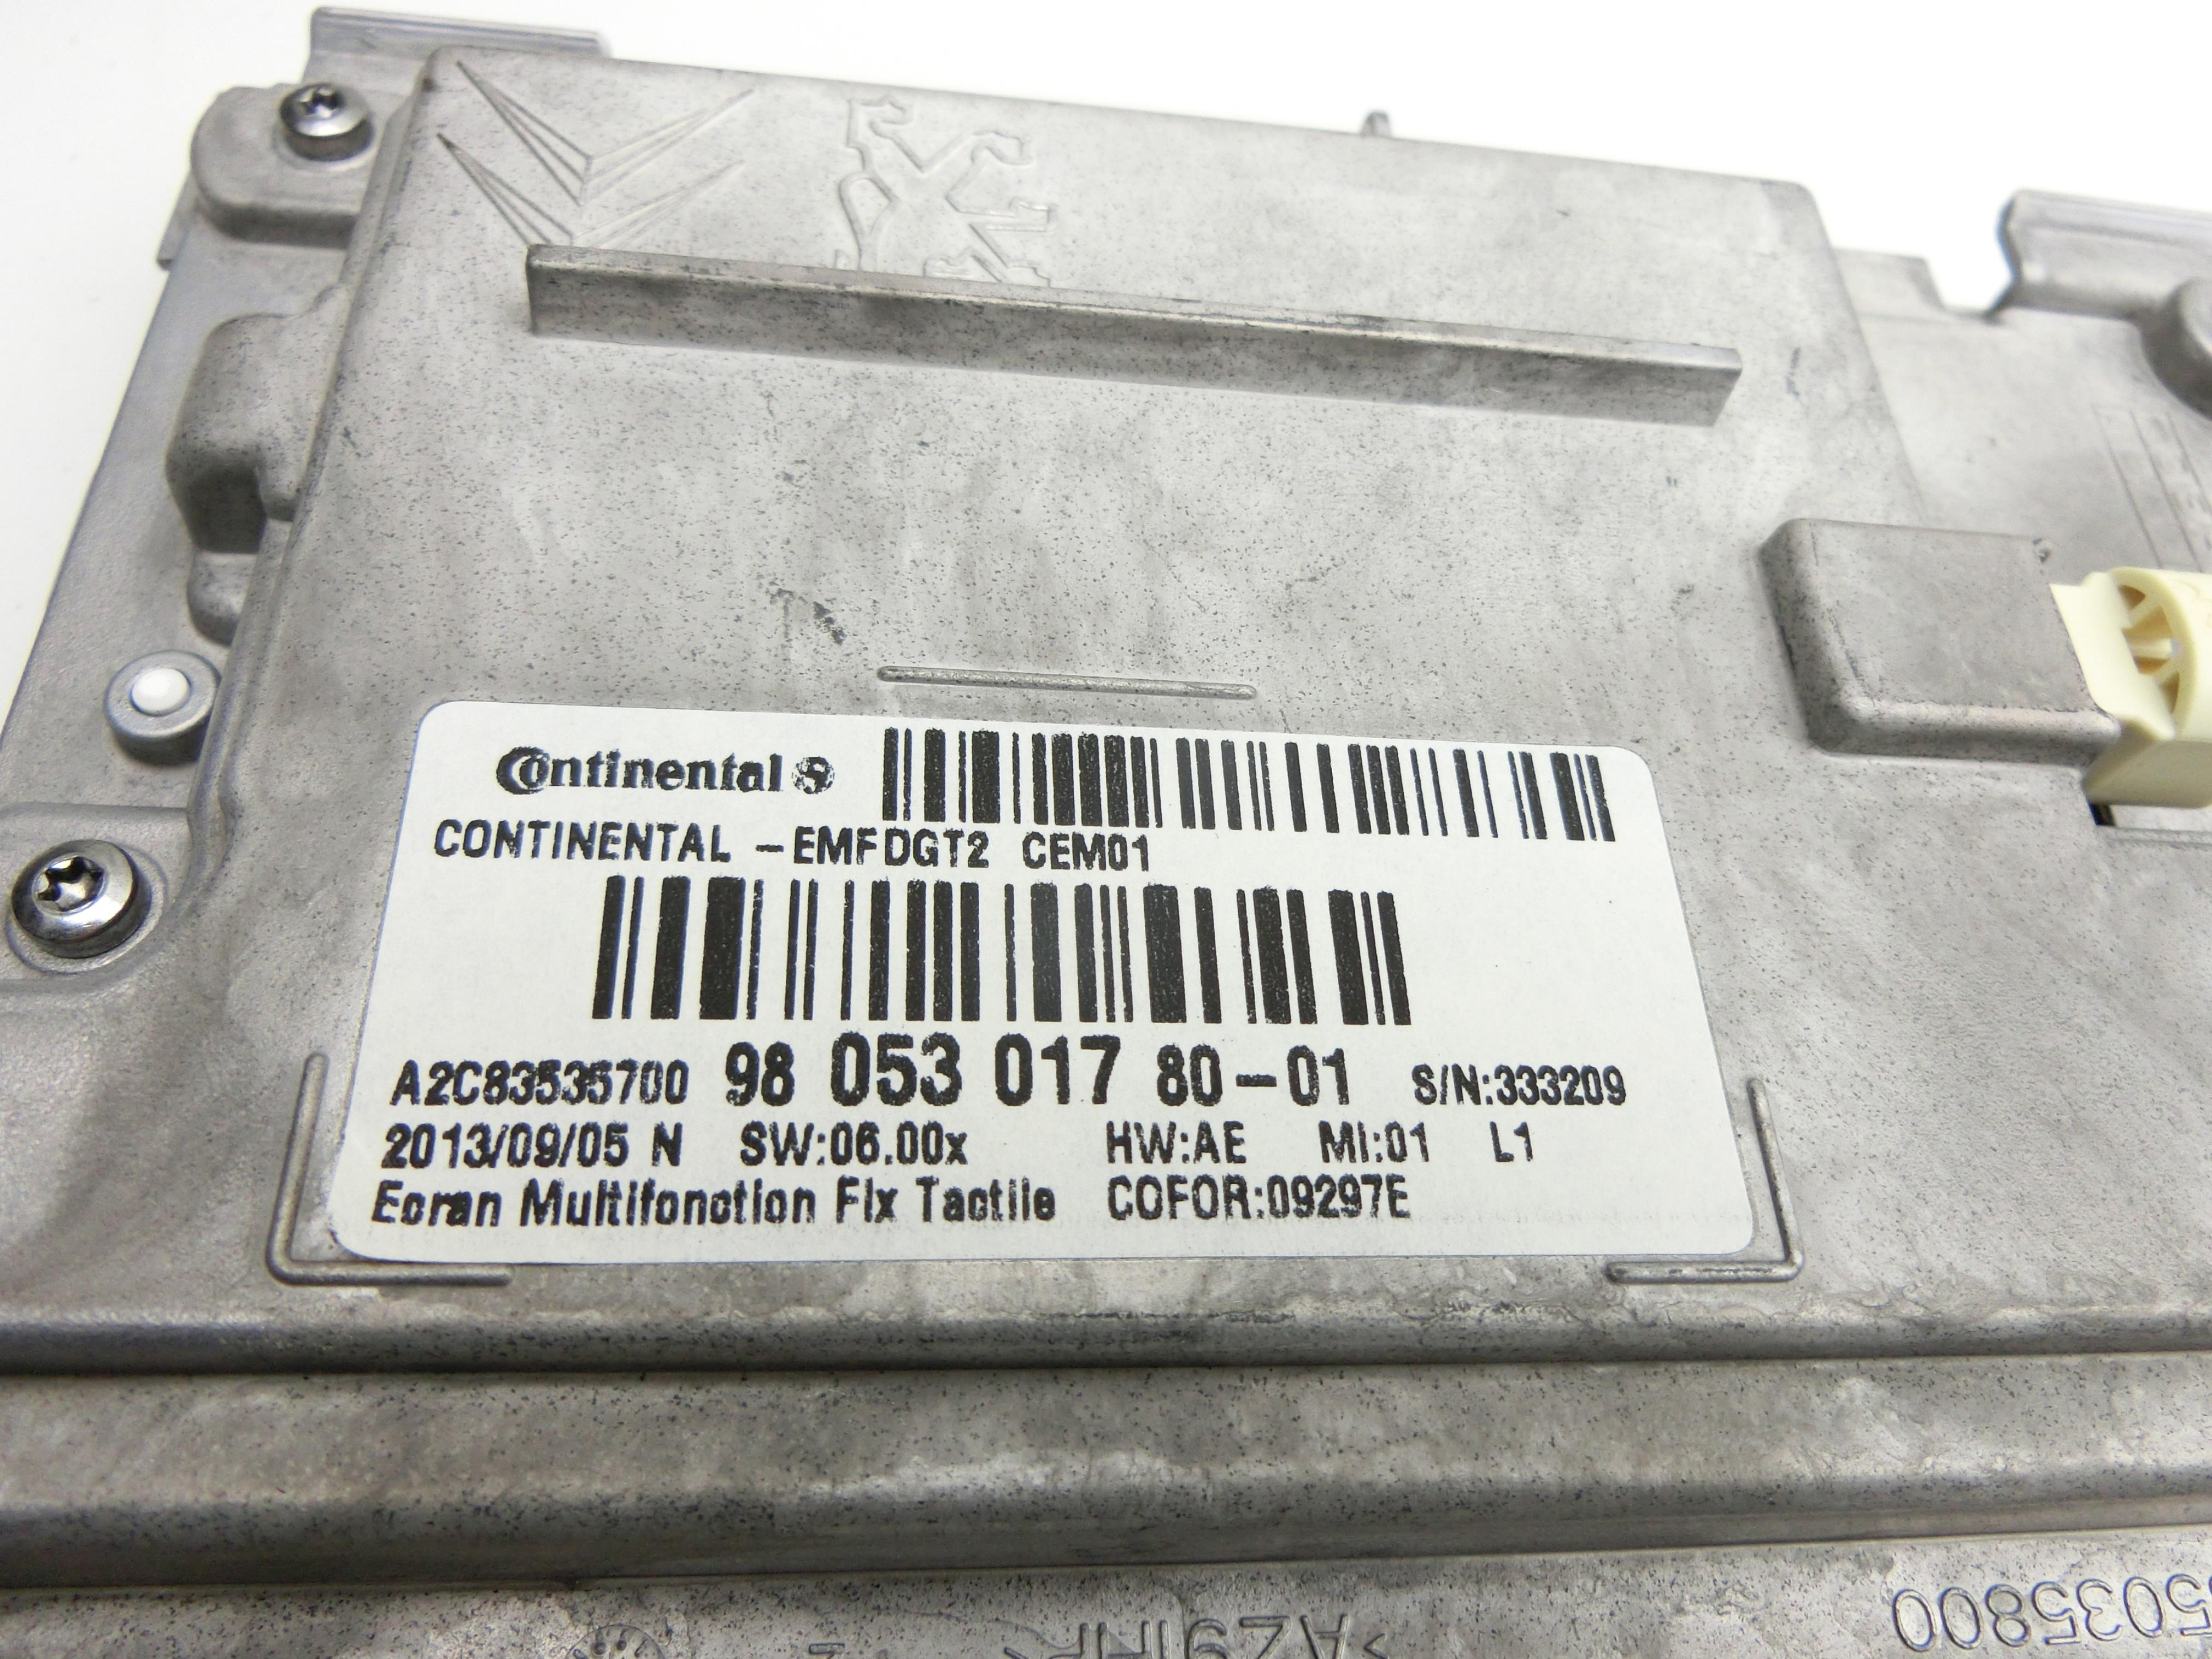 Continental
CONTINENTAL -EMFDGT2 CEM01
A2C83535700 98 053 017 80-01 S/N:333209
2013/09/05 N SW:06.00x HW:AE MI:01 L1
Ecran Multifonction Fix Tactile COFOR:09297E
5035800